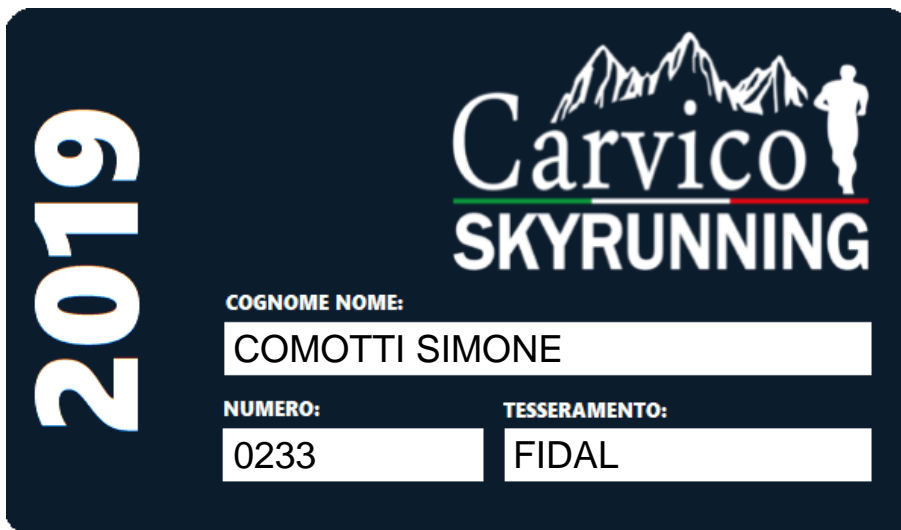 2019
Carvico
SKYRUNNING
COGNOME NOME:
COMOTTI SIMONE
NUMERO:
TESSERAMENTO:
0233
FIDAL